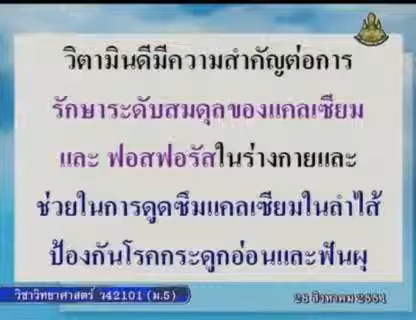 วิตามินดีมีความสำคัญต่อการ
รักษาระดับสมดุลของแคลเซียม
และ ฟอสฟอรัสในร่างกายและ
ช่วยในการดูดซึมแคลเซียมในลำไส้
ป้องกันโรคกระดูกอ่อนและฟันผุ
วิชาวิทยาศาสตร์ ว42101 (ม.5)
สิงหาคม